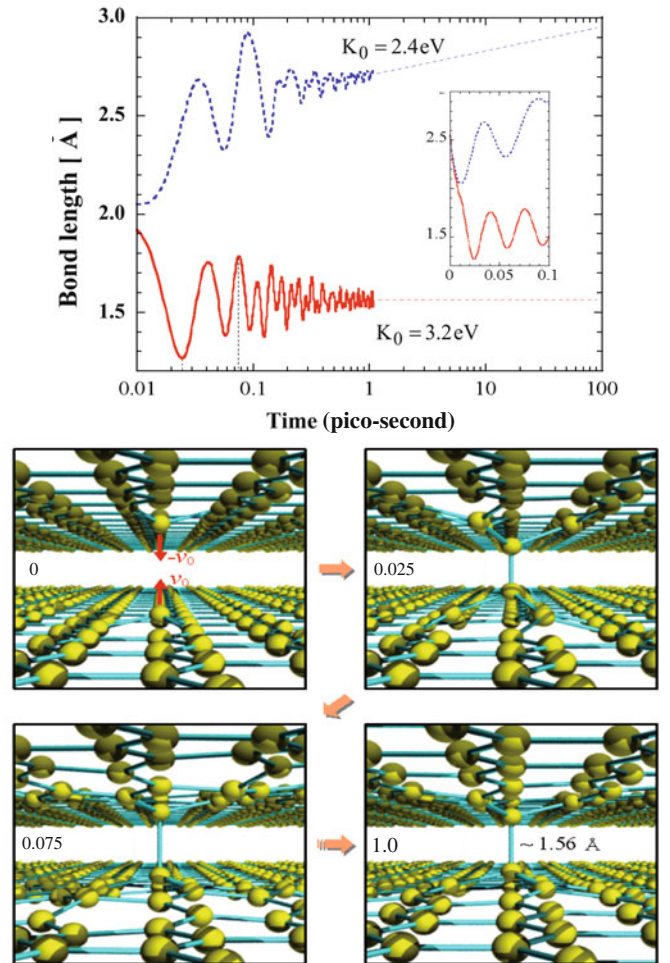 3.0
K₀ = 2.4eV
2.5
2.5
2.0
1.5
0 0.05 0.1
1.5
K₀ = 3.2eV
0.01 0.1 1 10 100
Bond length [ Å ]
Time (pico-second)
0
-v₀
v₀
0.025
0.075
1.0
~ 1.56 Å